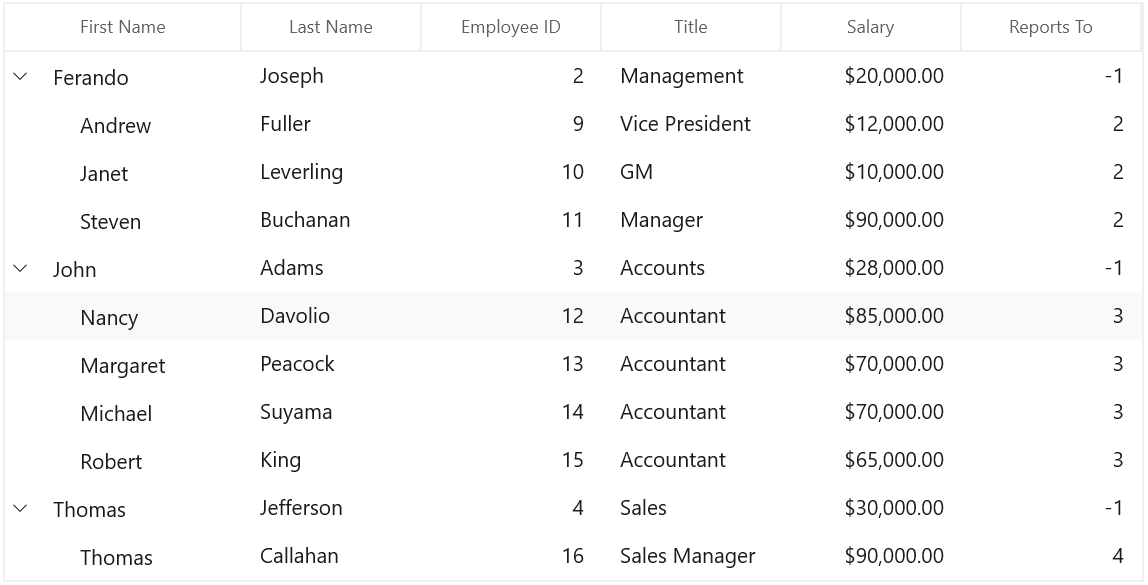 First Name Last Name Employee ID Title Salary Reports To
Ferando Joseph 2 Management $20,000.00 -1
Andrew Fuller 9 Vice President $12,000.00 2
Janet Leverling 10 GM $10,000.00 2
Steven Buchanan 11 Manager $90,000.00 2
John Adams 3 Accounts $28,000.00 -1
Nancy Davolio 12 Accountant $85,000.00 3
Margaret Peacock 13 Accountant $70,000.00 3
Michael Suyama 14 Accountant $70,000.00 3
Robert King 15 Accountant $65,000.00 3
Thomas Jefferson 4 Sales $30,000.00 -1
Thomas Callahan 16 Sales Manager $90,000.00 4